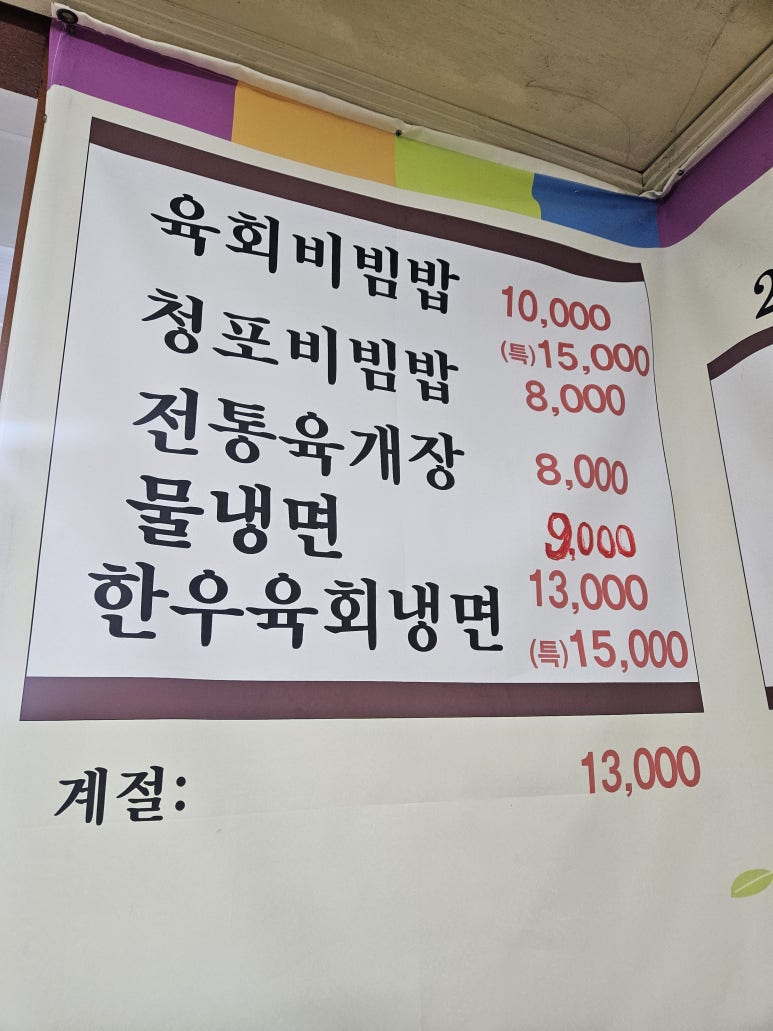 육회비빔밥 10,000
(특)15,000
청포비빔밥 8,000
전통육개장 8,000
물냉면 9,000
한우육회냉면 13,000
(특)15,000
계절: 13,000
2